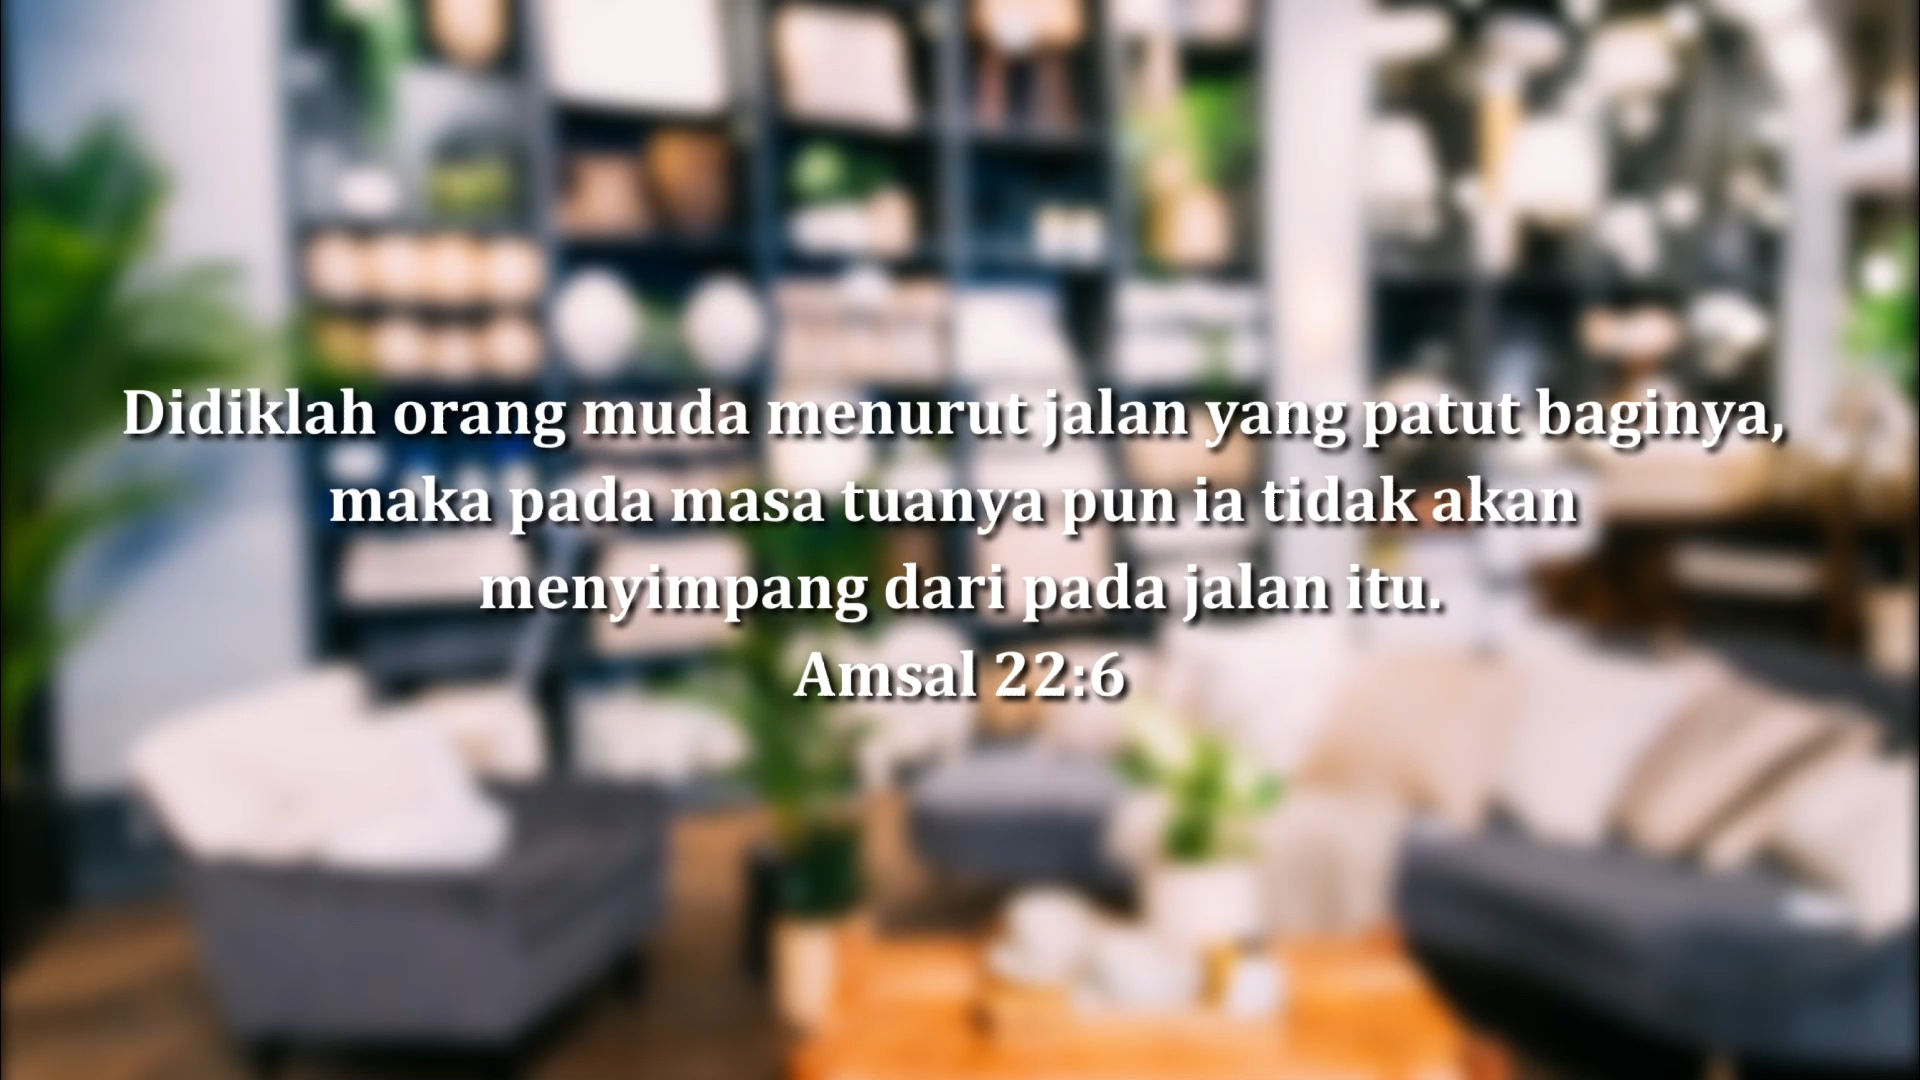 Didiklah orang muda menurut jalan yang patut baginya,
maka pada masa tuanya pun ia tidak akan
menyimpang dari pada jalan itu.
Amsal 22:6